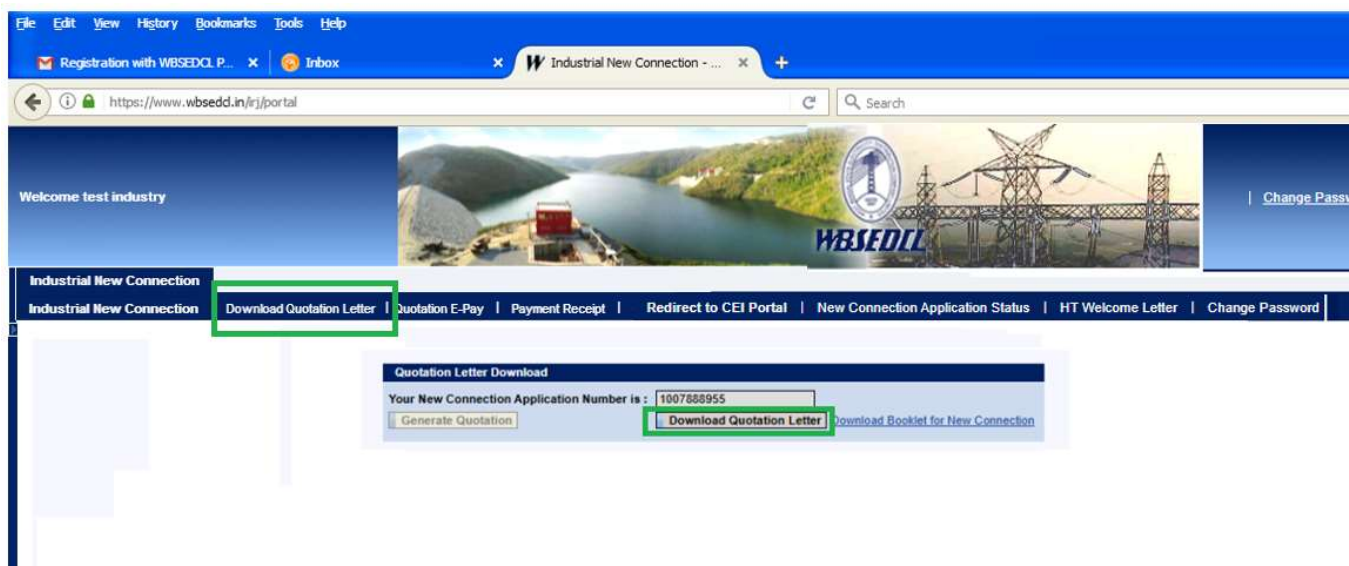 File Edit View History Bookmarks Tools Help
Registration with WBSEDCL P... × Inbox × W Industrial New Connection - ... × +
https://www.wbsedcl.in/irj/portal Search
Welcome test industry
WBSEDCL
| Change Passw
Industrial New Connection
Industrial New Connection Download Quotation Letter | Quotation E-Pay | Payment Receipt | Redirect to CEI Portal | New Connection Application Status | HT Welcome Letter | Change Password
Quotation Letter Download
Your New Connection Application Number is : 1007888955
Generate Quotation Download Quotation Letter Download Booklet for New Connection